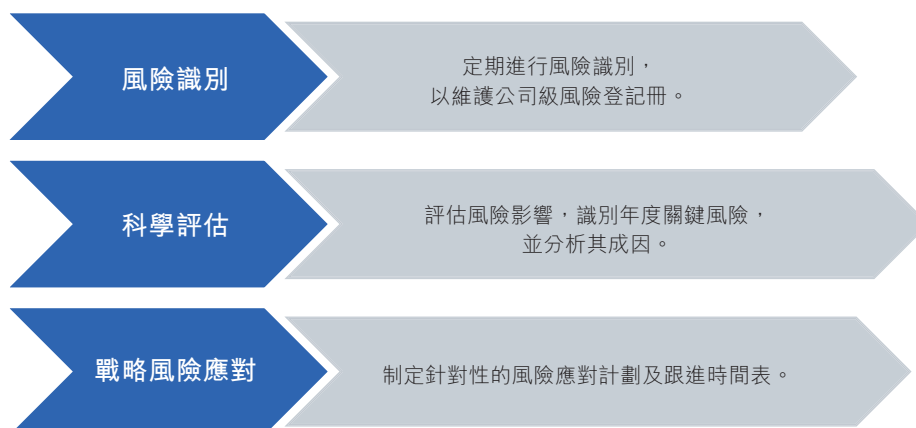 風險識別
定期進行風險識別，
以維護公司級風險登記冊。
科學評估
評估風險影響，識別年度關鍵風險，
並分析其成因。
戰略風險應對
制定針對性的風險應對計劃及跟進時間表。